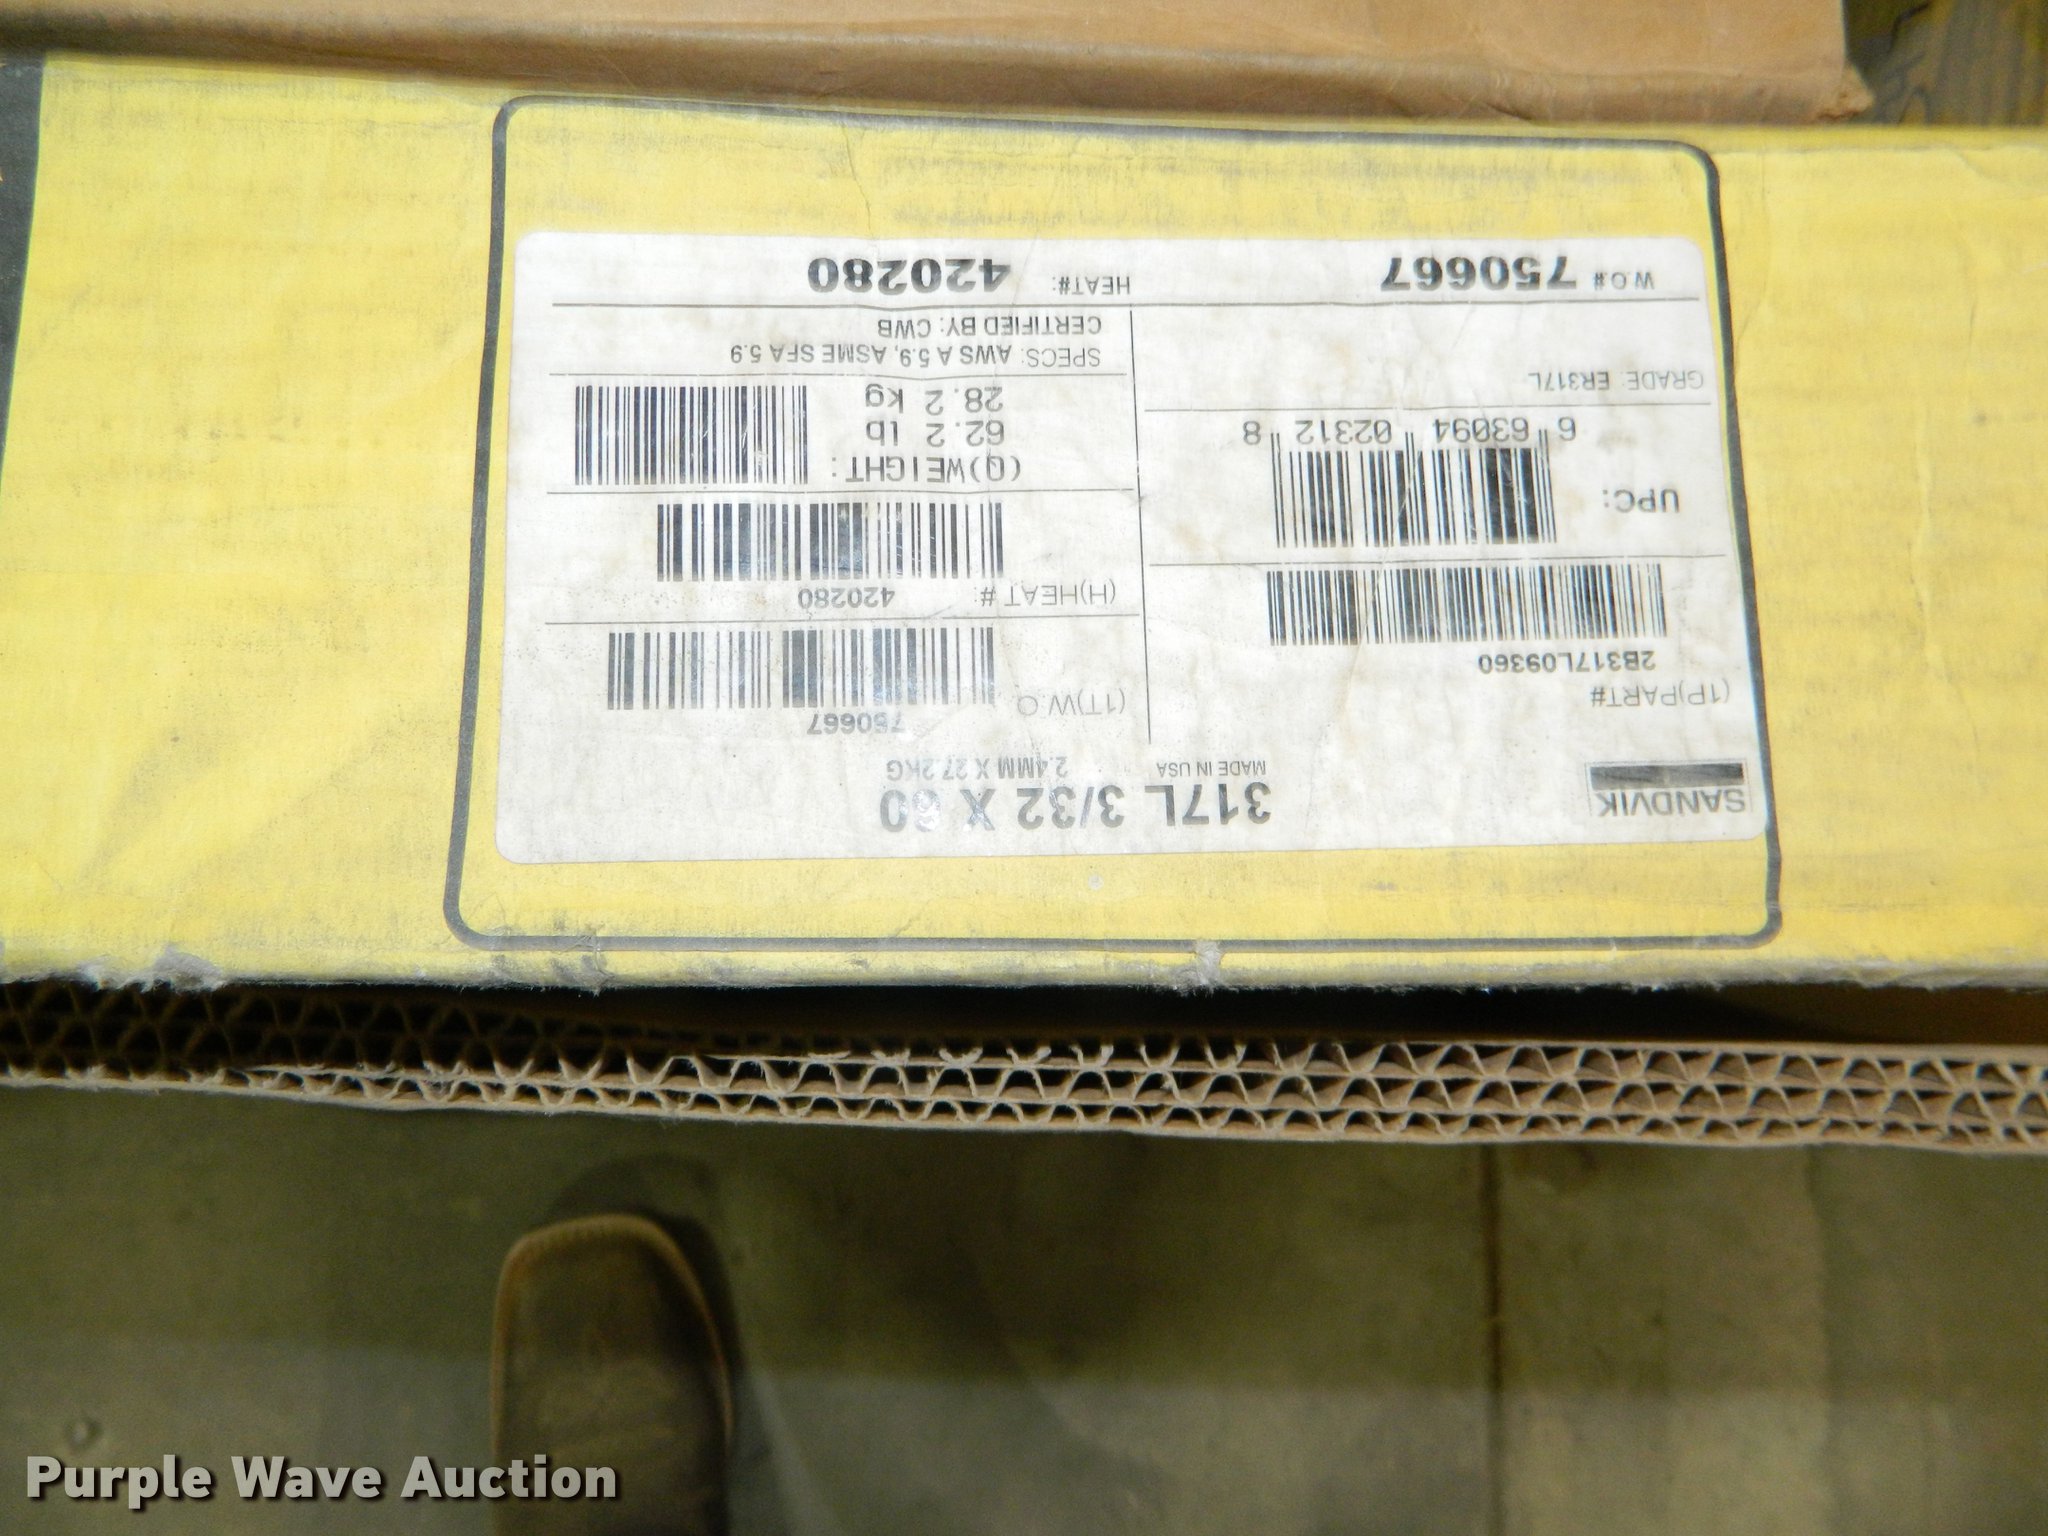 SANDVIK
317L 3/32 X 60
MADE IN USA 2.4MM X 27.2KG
(1P)PART#
2B317L09360
UPC:
6 63094 02312 8
GRADE: ER317L
(1T)W.O. 750667
(H)HEAT #: 420280
(Q)WEIGHT:
62.2 lb
28.2 kg
SPECS: AWS A 5.9, ASME SFA 5.9
CERTIFIED BY: CWB
W.O# 750667 HEAT#: 420280
Purple Wave Auction